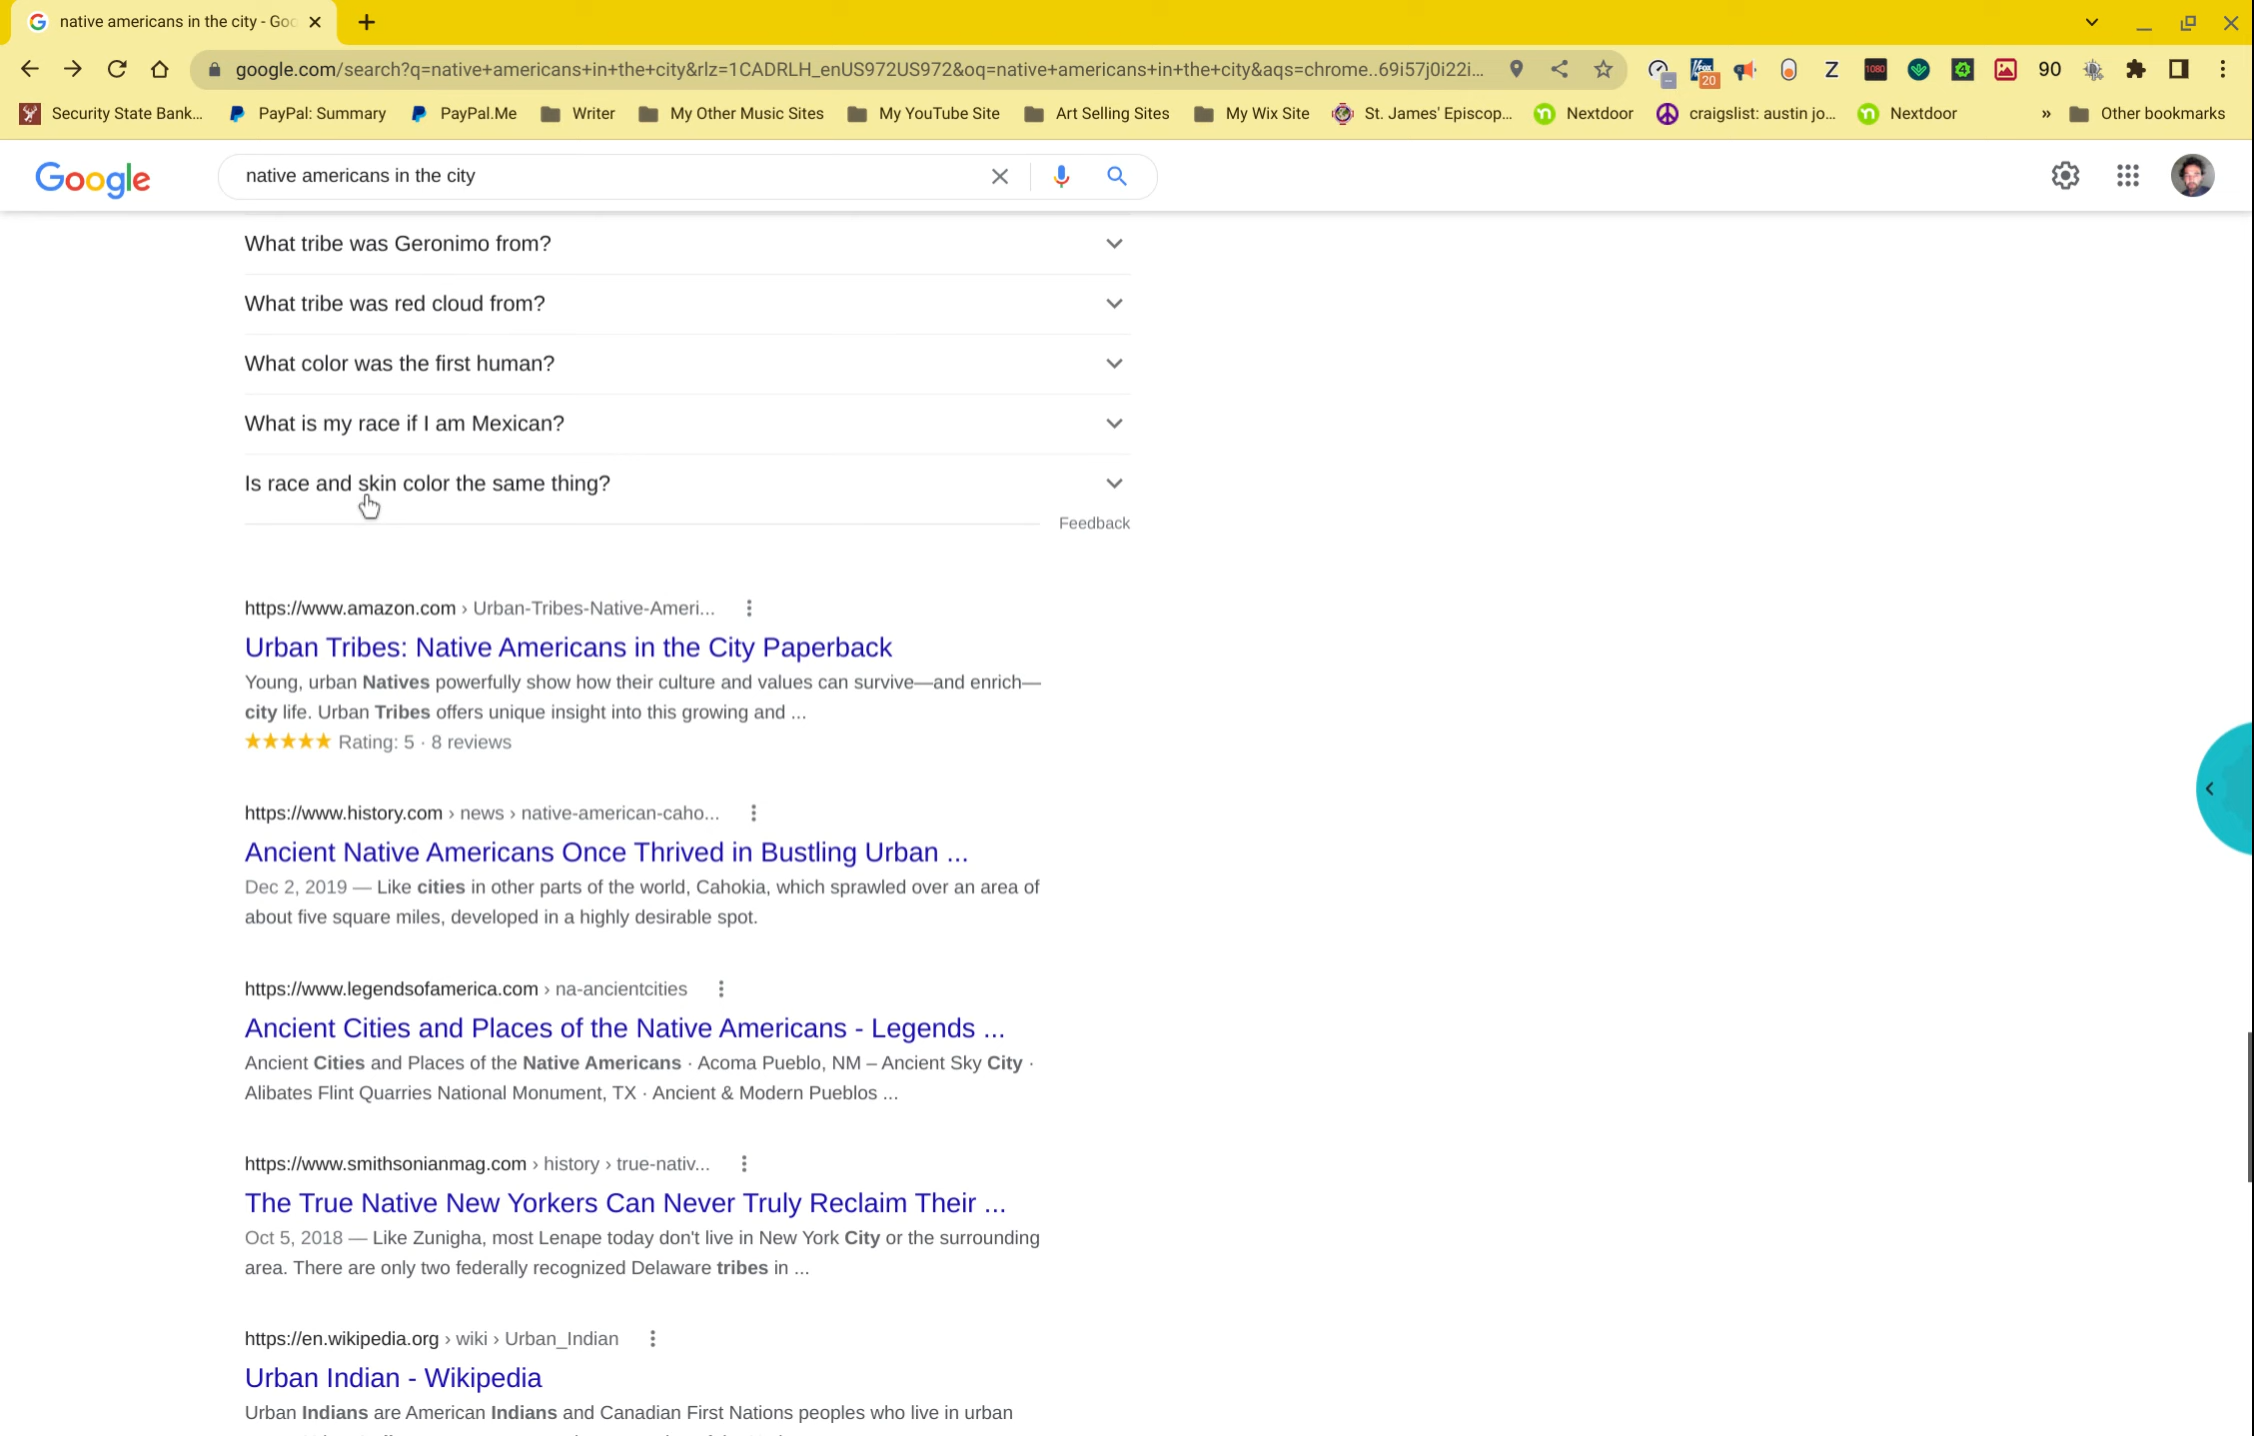 native americans in the city - Goo
google.com/search?q=native+americans+in+the+city&rlz=1CADRLH_enUS972US972&oq=native+americans+in+the+city&aqs=chrome..69i57j0i22i...
20
Z
1080
4
90
Security State Bank...
PayPal: Summary
PayPal.Me
Writer
My Other Music Sites
My YouTube Site
Art Selling Sites
My Wix Site
St. James' Episcop...
Nextdoor
craigslist: austin jo...
Nextdoor
»
Other bookmarks
Google
native americans in the city
What tribe was Geronimo from?
What tribe was red cloud from?
What color was the first human?
What is my race if I am Mexican?
Is race and skin color the same thing?
Feedback
https://www.amazon.com › Urban-Tribes-Native-Ameri...
Urban Tribes: Native Americans in the City Paperback
Young, urban Natives powerfully show how their culture and values can survive—and enrich—
city life. Urban Tribes offers unique insight into this growing and ...
★★★★★ Rating: 5 · 8 reviews
https://www.history.com › news › native-american-caho...
Ancient Native Americans Once Thrived in Bustling Urban ...
Dec 2, 2019 — Like cities in other parts of the world, Cahokia, which sprawled over an area of
about five square miles, developed in a highly desirable spot.
https://www.legendsofamerica.com › na-ancientcities
Ancient Cities and Places of the Native Americans - Legends ...
Ancient Cities and Places of the Native Americans · Acoma Pueblo, NM – Ancient Sky City ·
Alibates Flint Quarries National Monument, TX · Ancient & Modern Pueblos ...
https://www.smithsonianmag.com › history › true-nativ...
The True Native New Yorkers Can Never Truly Reclaim Their ...
Oct 5, 2018 — Like Zunigha, most Lenape today don't live in New York City or the surrounding
area. There are only two federally recognized Delaware tribes in ...
https://en.wikipedia.org › wiki › Urban_Indian
Urban Indian - Wikipedia
Urban Indians are American Indians and Canadian First Nations peoples who live in urban